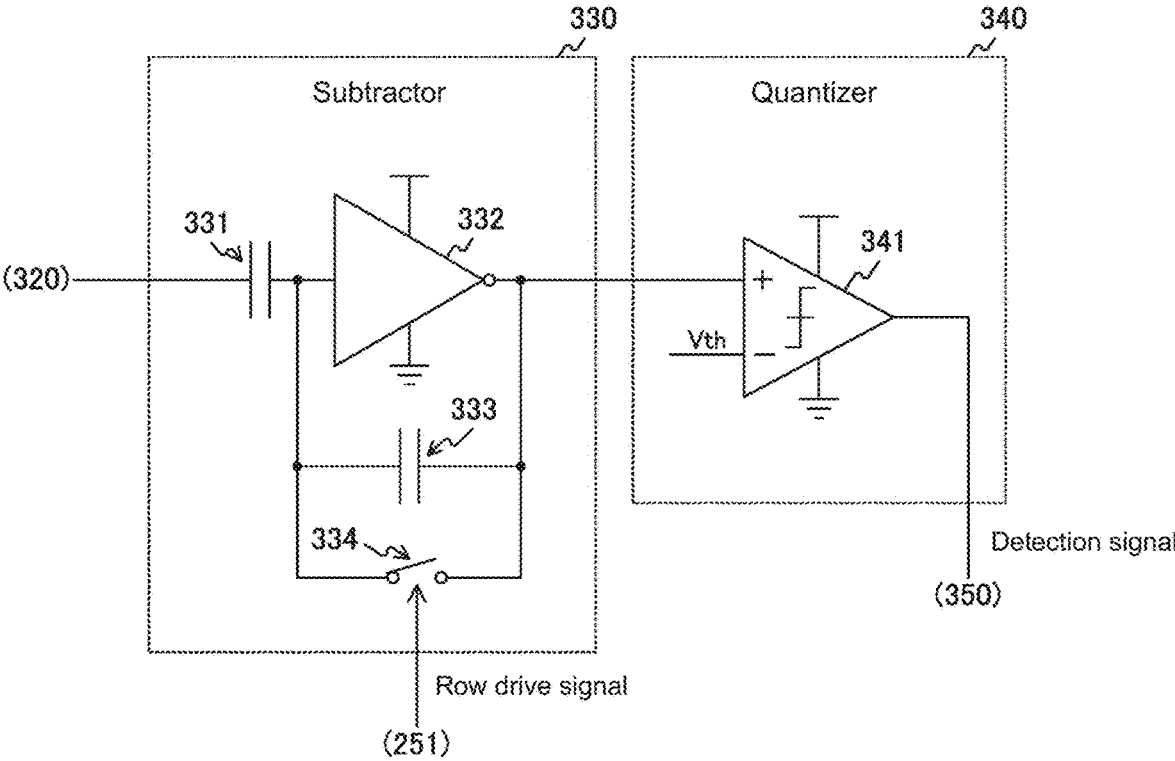 330
340
Subtractor
Quantizer
331
332
341
(320)
+
Vth
−
333
334
Detection signal
(350)
Row drive signal
(251)